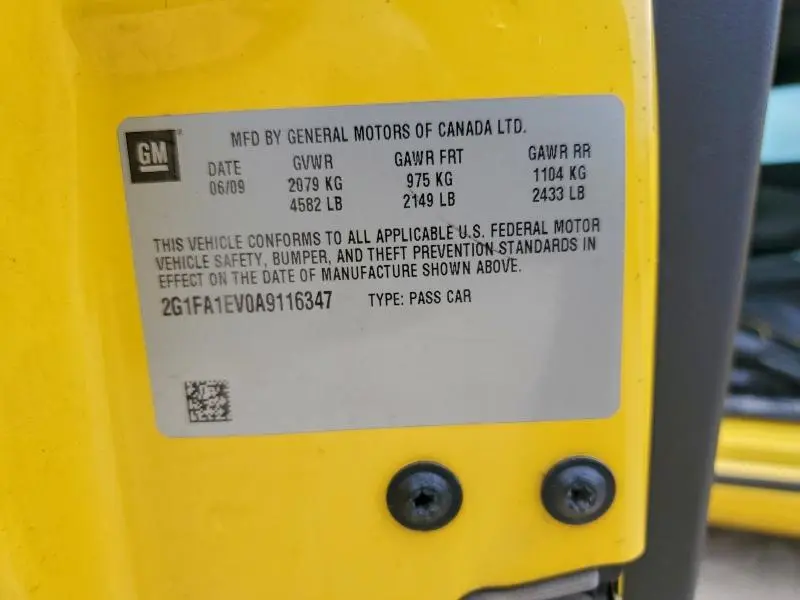 GM
MFD BY GENERAL MOTORS OF CANADA LTD.
DATE GVWR GAWR FRT GAWR RR
06/09 2079 KG 975 KG 1104 KG
4582 LB 2149 LB 2433 LB
THIS VEHICLE CONFORMS TO ALL APPLICABLE U.S. FEDERAL MOTOR
VEHICLE SAFETY, BUMPER, AND THEFT PREVENTION STANDARDS IN
EFFECT ON THE DATE OF MANUFACTURE SHOWN ABOVE.
2G1FA1EV0A9116347 TYPE: PASS CAR